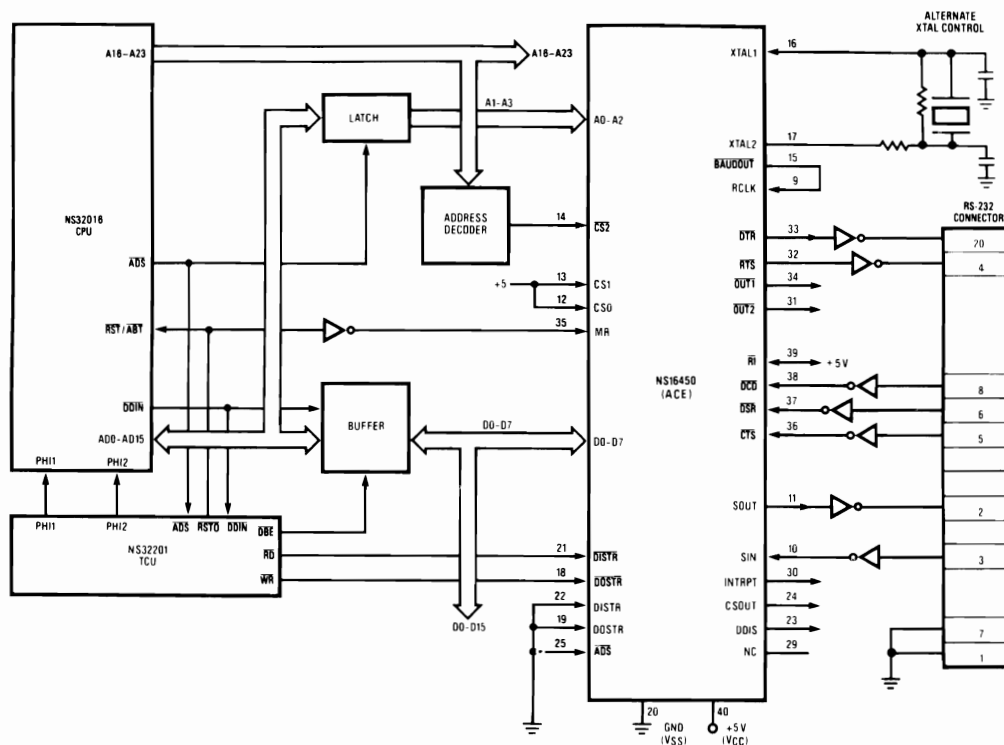 ALTERNATE
XTAL CONTROL
A16-A23
A16-A23
XTAL1
16
LATCH
A1-A3
A0-A2
XTAL2
17
BAUDOUT
15
RCLK
9
RS-232
CONNECTOR
NS32016
CPU
ADDRESS
DECODER
14
CS2
DTR
33
20
ADS
RTS
32
4
+5
13
CS1
OUT1
34
12
CS0
OUT2
31
RST/ABT
35
MR
RI
39
+5V
NS16450
(ACE)
DCD
38
8
DDIN
DSR
37
6
BUFFER
D0-D7
D0-D7
CTS
36
5
AD0-AD15
PHI1
PHI2
SOUT
11
2
PHI1
PHI2
ADS
RSTO
DDIN
DBE
NS32201
TCU
RD
21
DISTR
SIN
10
3
WR
18
DOSTR
INTRPT
30
22
DISTR
CSOUT
24
D0-D15
19
DOSTR
DDIS
23
7
25
ADS
NC
29
1
20
GND
(VSS)
40
+5V
(VCC)